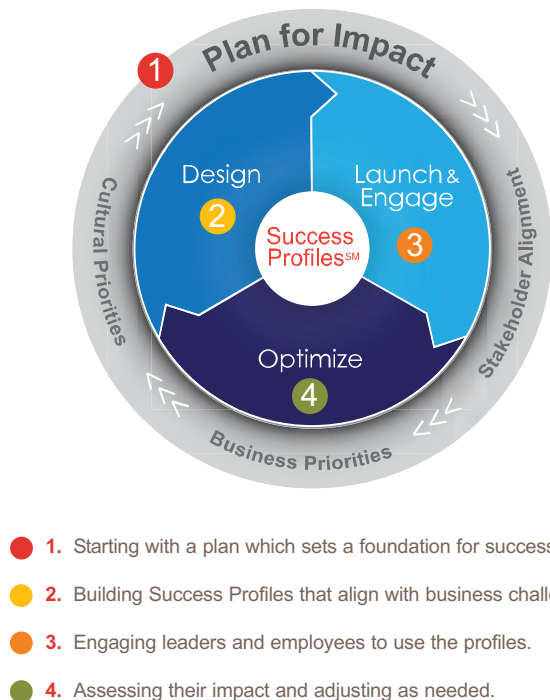 Plan for Impact
1
Design
2
Launch &
Engage
3
Success
Profiles℠
Optimize
4
Cultural Priorities
Stakeholder Alignment
Business Priorities
1. Starting with a plan which sets a foundation for success
2. Building Success Profiles that align with business
3. Engaging leaders and employees to use the profiles.
4. Assessing their impact and adjusting as needed.